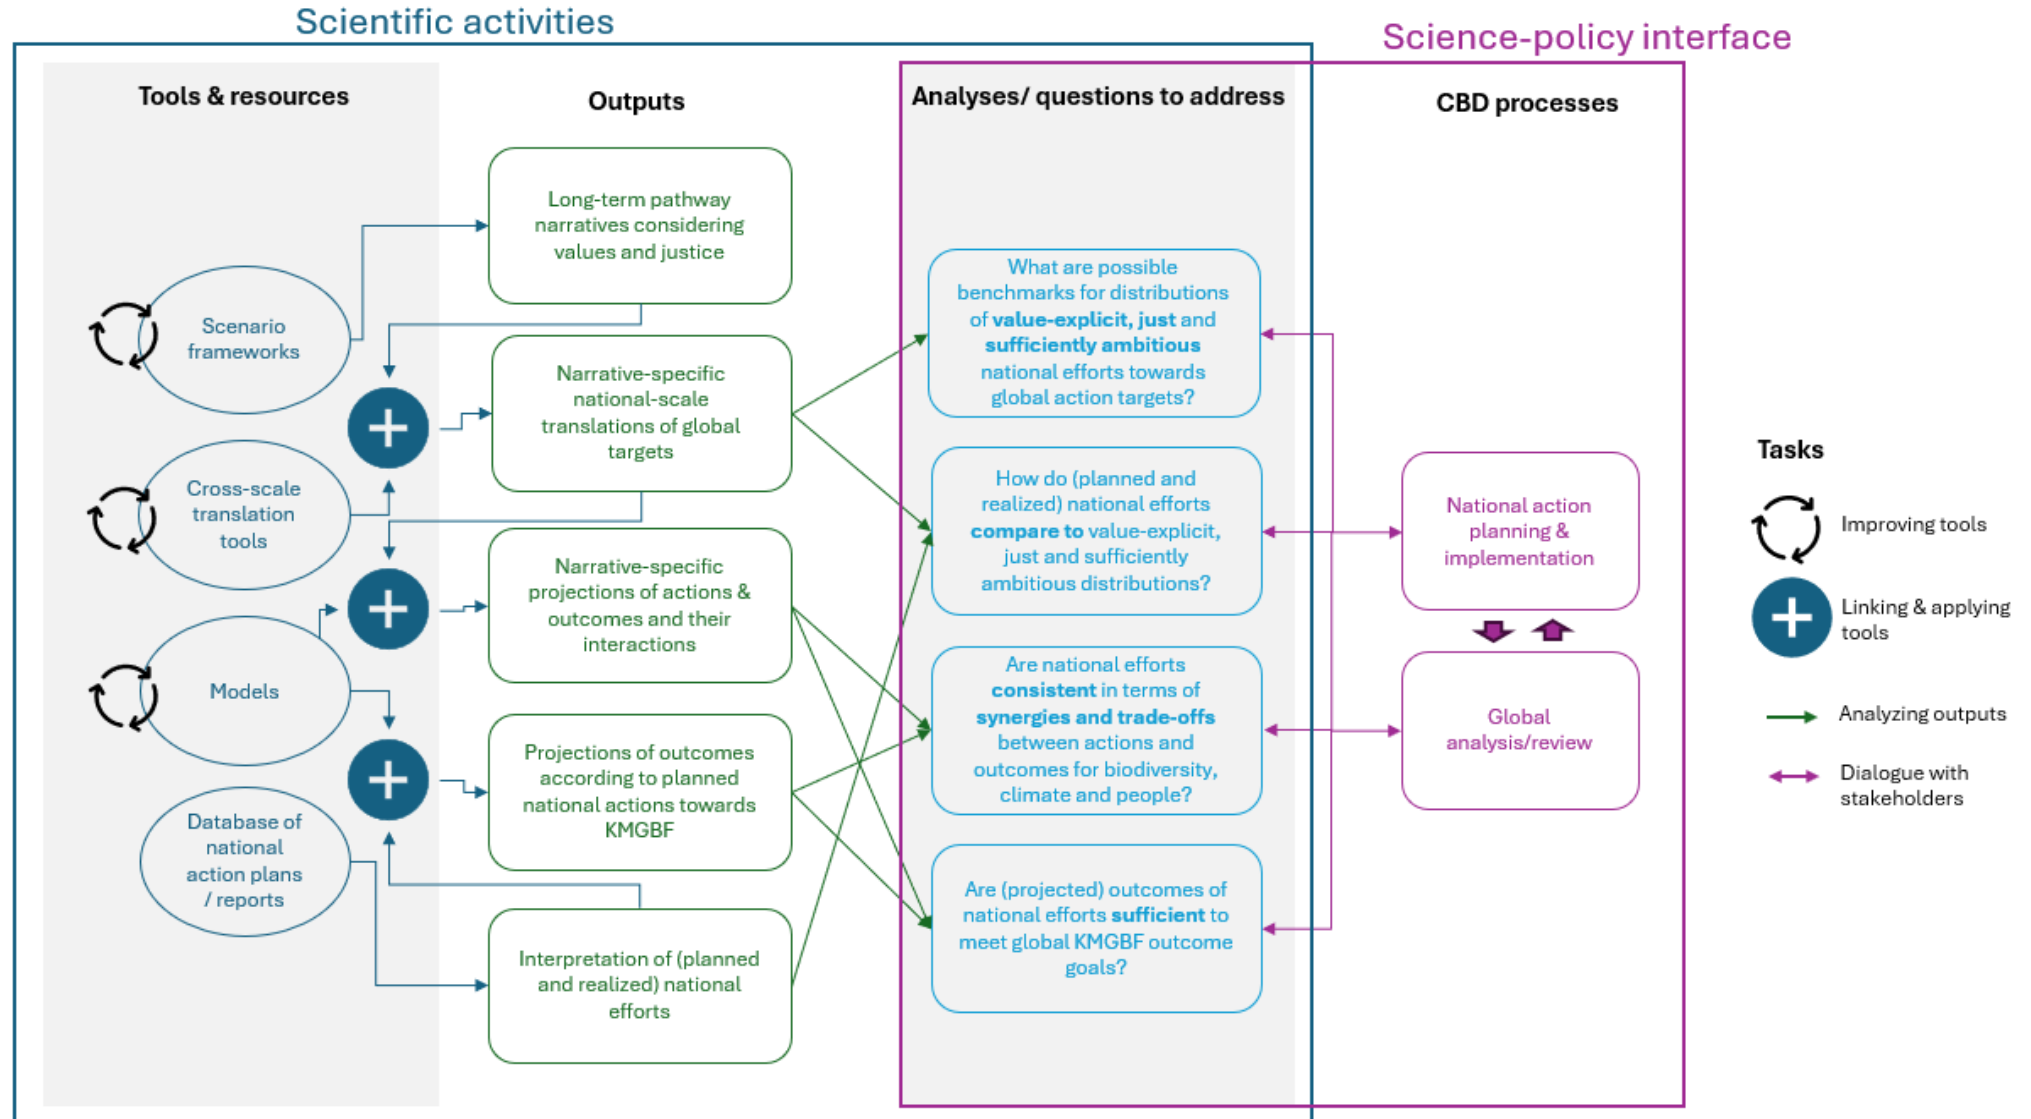 Scientific activities
Science-policy interface
Tools & resources
Outputs
Analyses/ questions to address
CBD processes
Scenario
frameworks
Cross-scale
translation
tools
Models
Database of
national
action plans
/ reports
Long-term pathway
narratives considering
values and justice
Narrative-specific
national-scale
translations of global
targets
Narrative-specific
projections of actions &
outcomes and their
interactions
Projections of outcomes
according to planned
national actions towards
KMGBF
Interpretation of (planned
and realized) national
efforts
What are possible
benchmarks for distributions
of value-explicit, just and
sufficiently ambitious
national efforts towards
global action targets?
How do (planned and
realized) national efforts
compare to value-explicit,
just and sufficiently
ambitious distributions?
Are national efforts
consistent in terms of
synergies and trade-offs
between actions and
outcomes for biodiversity,
climate and people?
Are (projected) outcomes of
national efforts sufficient to
meet global KMGBF outcome
goals?
National action
planning &
implementation
Global
analysis/review
Tasks
Improving tools
Linking & applying
tools
Analyzing outputs
Dialogue with
stakeholders